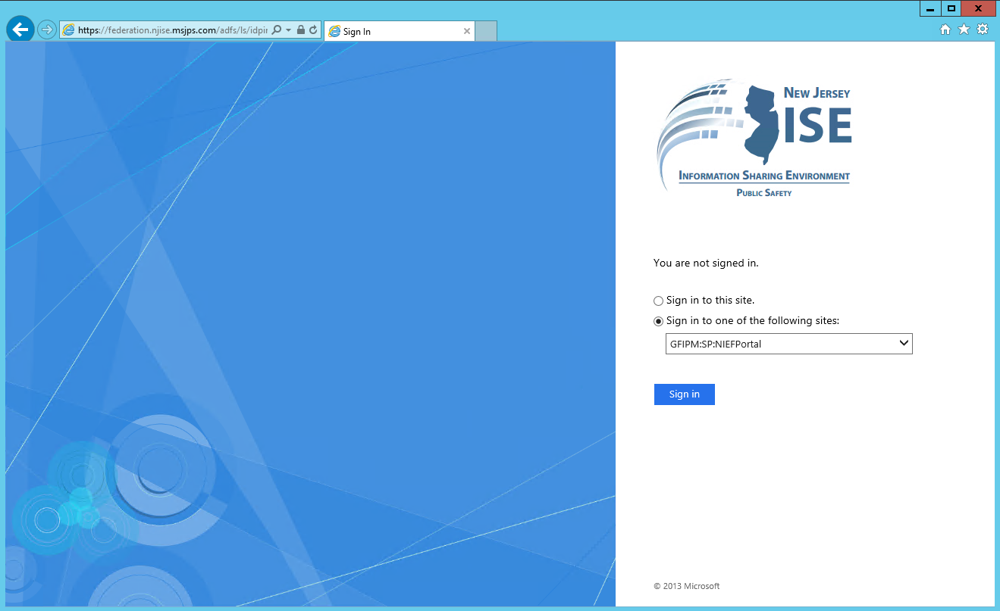 https://federation.njise.msjps.com/adfs/ls/idpir
Sign In
NEW JERSEY
ISE
INFORMATION SHARING ENVIRONMENT
PUBLIC SAFETY
You are not signed in.
Sign in to this site.
Sign in to one of the following sites:
GFIPM:SP:NIEFPortal
Sign in
© 2013 Microsoft